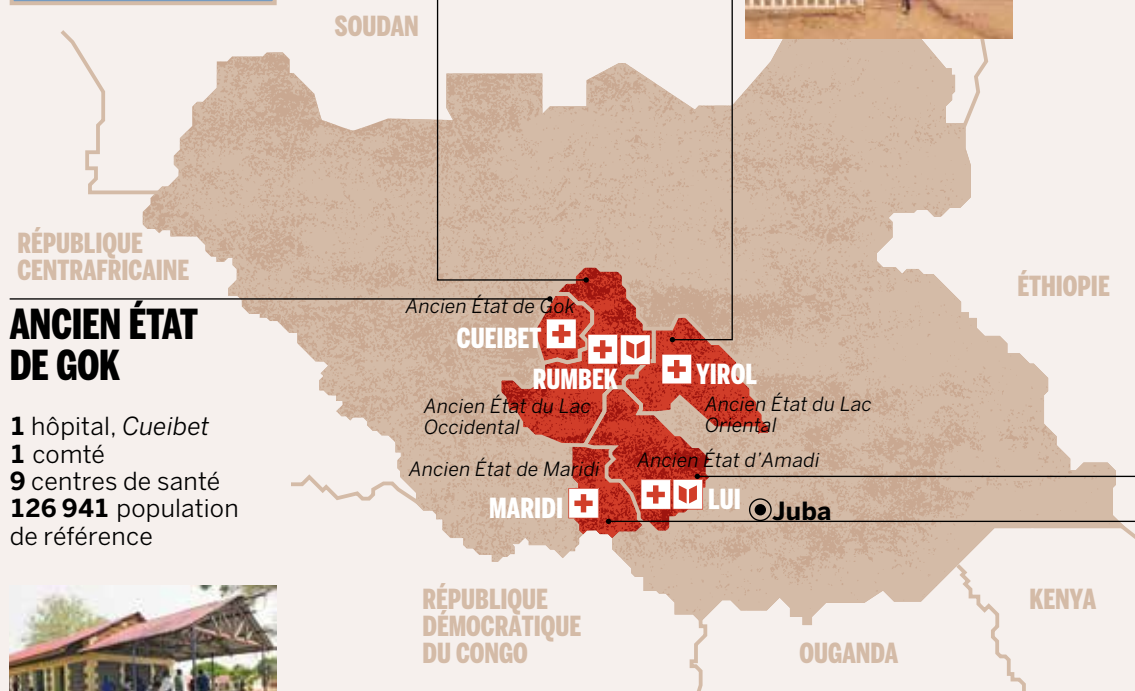 SOUDAN
RÉPUBLIQUE
CENTRAFRICAINE
ÉTHIOPIE
ANCIEN ÉTAT
DE GOK
1 hôpital, Cueibet
1 comté
9 centres de santé
126 941 population
de référence
Ancien État de Gok
CUEIBET
RUMBEK
YIROL
Ancien État du Lac
Occidental
Ancien État du Lac
Oriental
Ancien État de Maridi
Ancien État d'Amadi
MARIDI
LUI
Juba
RÉPUBLIQUE
DÉMOCRATIQUE
DU CONGO
OUGANDA
KENYA